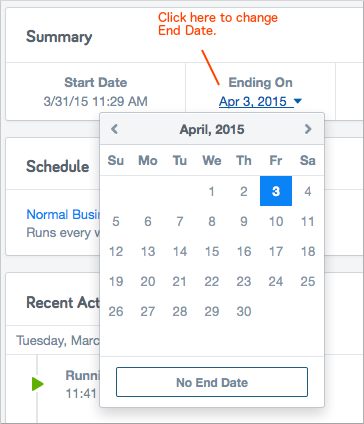 Click here to change
End Date.
Summary
Start Date
Ending On
3/31/15 11:29 AM
Apr 3, 2015
April, 2015
Su Mo Tu We Th Fr Sa
1 2 3 4
5 6 7 8 9 10 11
12 13 14 15 16 17 18
19 20 21 22 23 24 25
26 27 28 29 30
No End Date
Schedule
Normal Busin
Runs every w
Recent Act
Tuesday, Marc
Runni
11:41